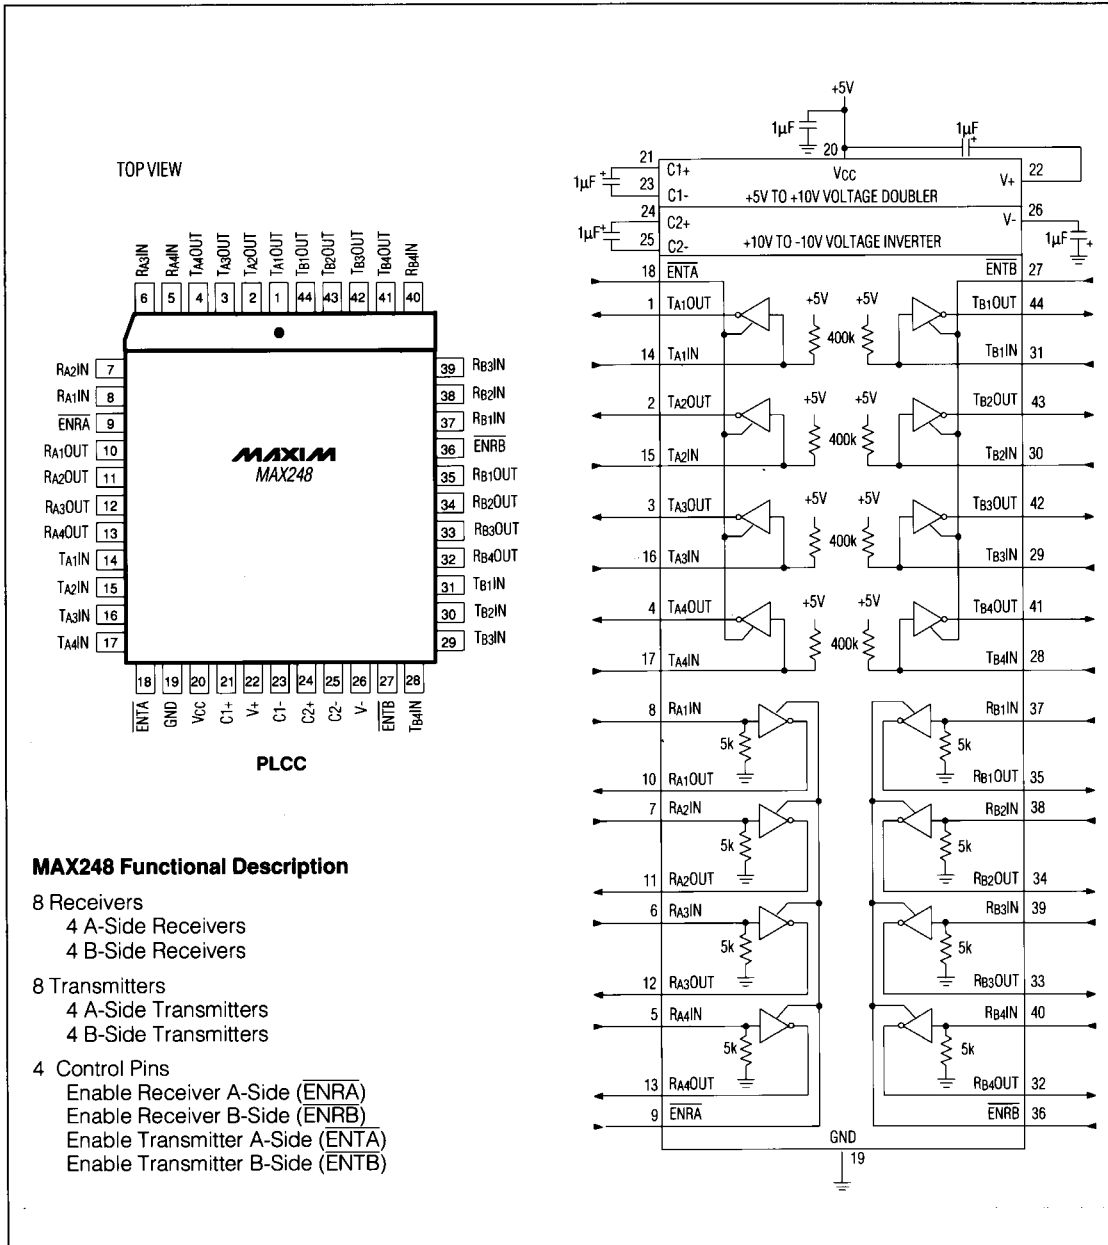 TOP VIEW
RA3IN
RA4IN
TA4OUT
TA3OUT
TA2OUT
TA1OUT
TB1OUT
TB2OUT
TB3OUT
TB4OUT
RB4IN
6 5 4 3 2 1 44 43 42 41 40
RA2IN 7
RA1IN 8
ENRA 9
RA1OUT 10
RA2OUT 11
RA3OUT 12
RA4OUT 13
TA1IN 14
TA2IN 15
TA3IN 16
TA4IN 17
MAXIM
MAX248
39 RB3IN
38 RB2IN
37 RB1IN
36 ENRB
35 RB1OUT
34 RB2OUT
33 RB3OUT
32 RB4OUT
31 TB1IN
30 TB2IN
29 TB3IN
18 19 20 21 22 23 24 25 26 27 28
ENTA
GND
VCC
C1+
V+
C1-
C2+
C2-
V-
ENTB
TB4IN
PLCC
MAX248 Functional Description
8 Receivers
4 A-Side Receivers
4 B-Side Receivers
8 Transmitters
4 A-Side Transmitters
4 B-Side Transmitters
4 Control Pins
Enable Receiver A-Side (ENRA)
Enable Receiver B-Side (ENRB)
Enable Transmitter A-Side (ENTA)
Enable Transmitter B-Side (ENTB)
+5V
1µF 1µF +
20
21 C1+ VCC V+ 22
1µF +
23 C1- +5V TO +10V VOLTAGE DOUBLER
24 C2+ V- 26
1µF + 1µF +
25 C2- +10V TO -10V VOLTAGE INVERTER
18 ENTA ENTB 27
1 TA1OUT +5V +5V TB1OUT 44
400k
14 TA1IN TB1IN 31
2 TA2OUT +5V +5V TB2OUT 43
400k
15 TA2IN TB2IN 30
3 TA3OUT +5V +5V TB3OUT 42
400k
16 TA3IN TB3IN 29
4 TA4OUT +5V +5V TB4OUT 41
400k
17 TA4IN TB4IN 28
8 RA1IN RB1IN 37
5k 5k
10 RA1OUT RB1OUT 35
7 RA2IN RB2IN 38
5k 5k
11 RA2OUT RB2OUT 34
6 RA3IN RB3IN 39
5k 5k
12 RA3OUT RB3OUT 33
5 RA4IN RB4IN 40
5k 5k
13 RA4OUT RB4OUT 32
9 ENRA ENRB 36
GND
19